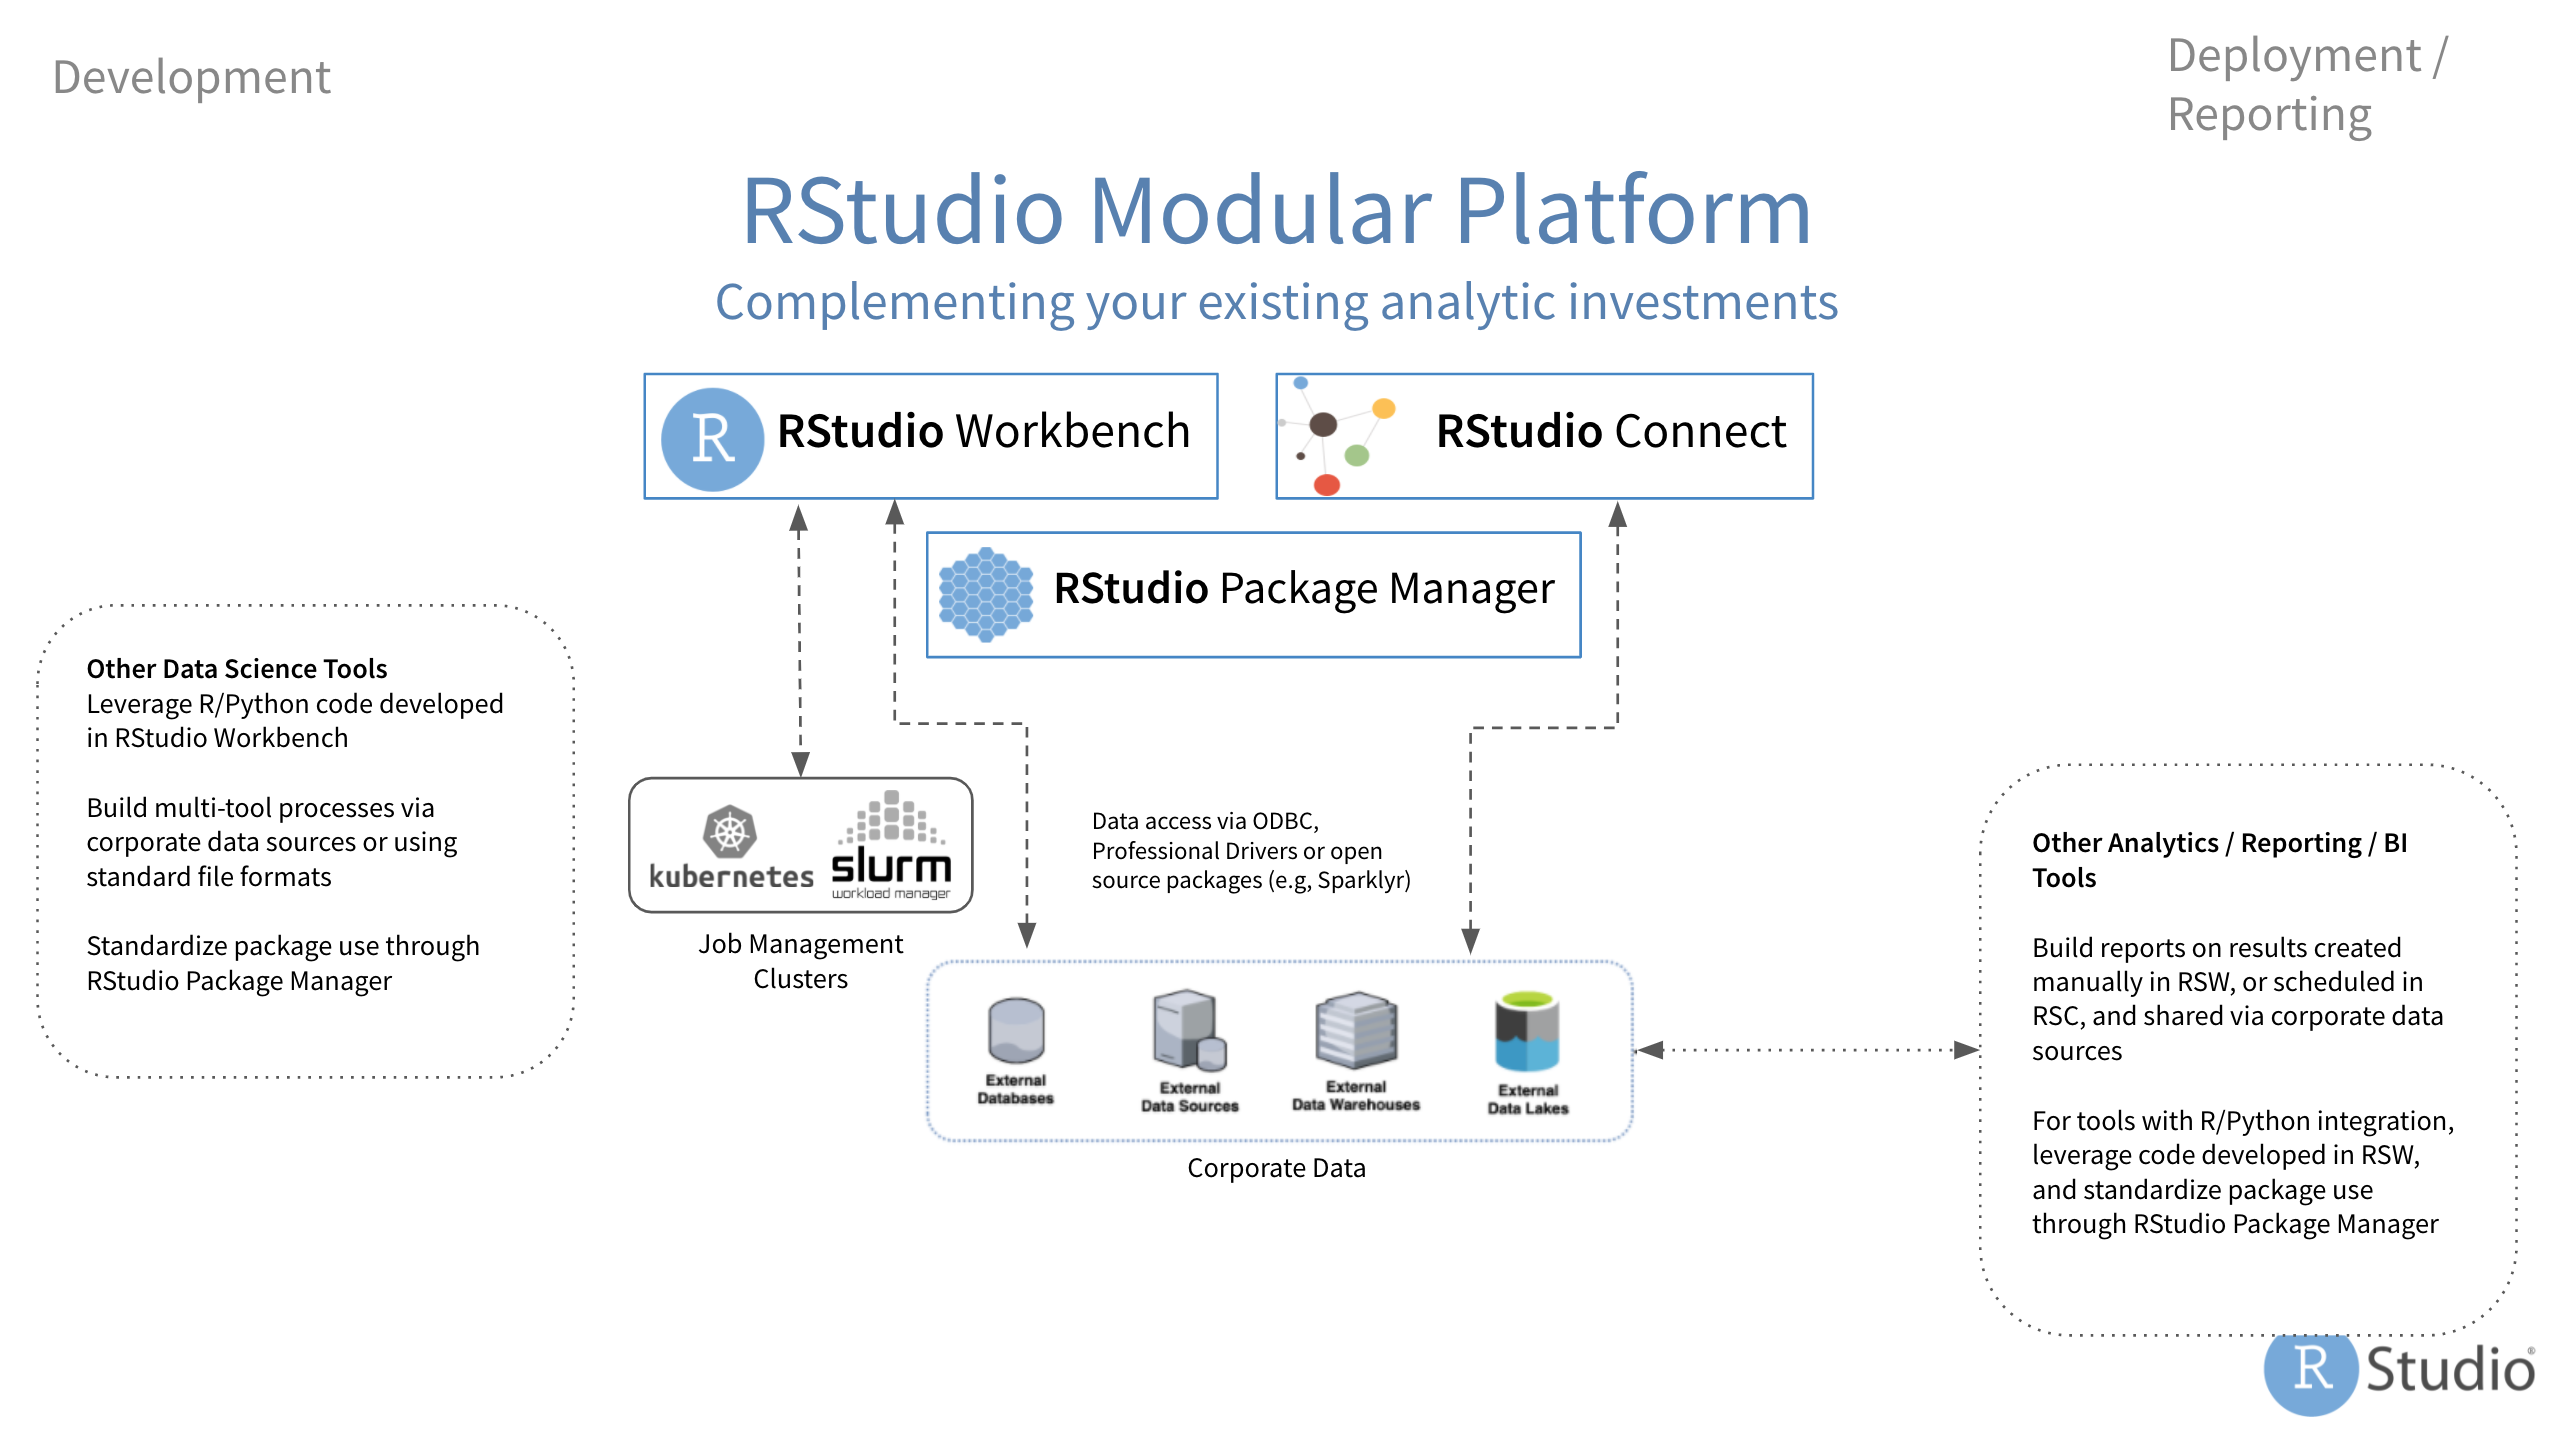 Development
Deployment /
Reporting
RStudio Modular Platform
Complementing your existing analytic investments
R
RStudio Workbench
RStudio Connect
RStudio Package Manager
Other Data Science Tools
Leverage R/Python code developed
in RStudio Workbench
Build multi-tool processes via
corporate data sources or using
standard file formats
Standardize package use through
RStudio Package Manager
kubernetes
slurm
workload manager
Job Management
Clusters
Data access via ODBC,
Professional Drivers or open
source packages (e.g, Sparklyr)
External
Databases
External
Data Sources
External
Data Warehouses
External
Data Lakes
Corporate Data
Other Analytics / Reporting / BI
Tools
Build reports on results created
manually in RSW, or scheduled in
RSC, and shared via corporate data
sources
For tools with R/Python integration,
leverage code developed in RSW,
and standardize package use
through RStudio Package Manager
R Studio®